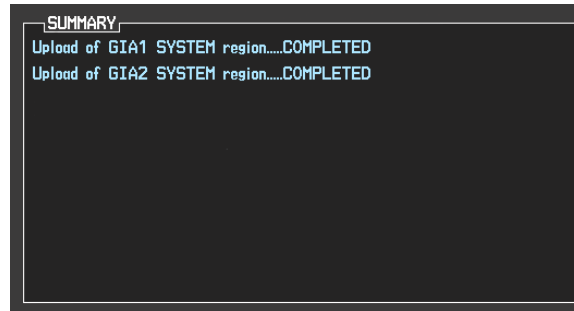 SUMMARY
Upload of GIA1 SYSTEM region.....COMPLETED
Upload of GIA2 SYSTEM region.....COMPLETED